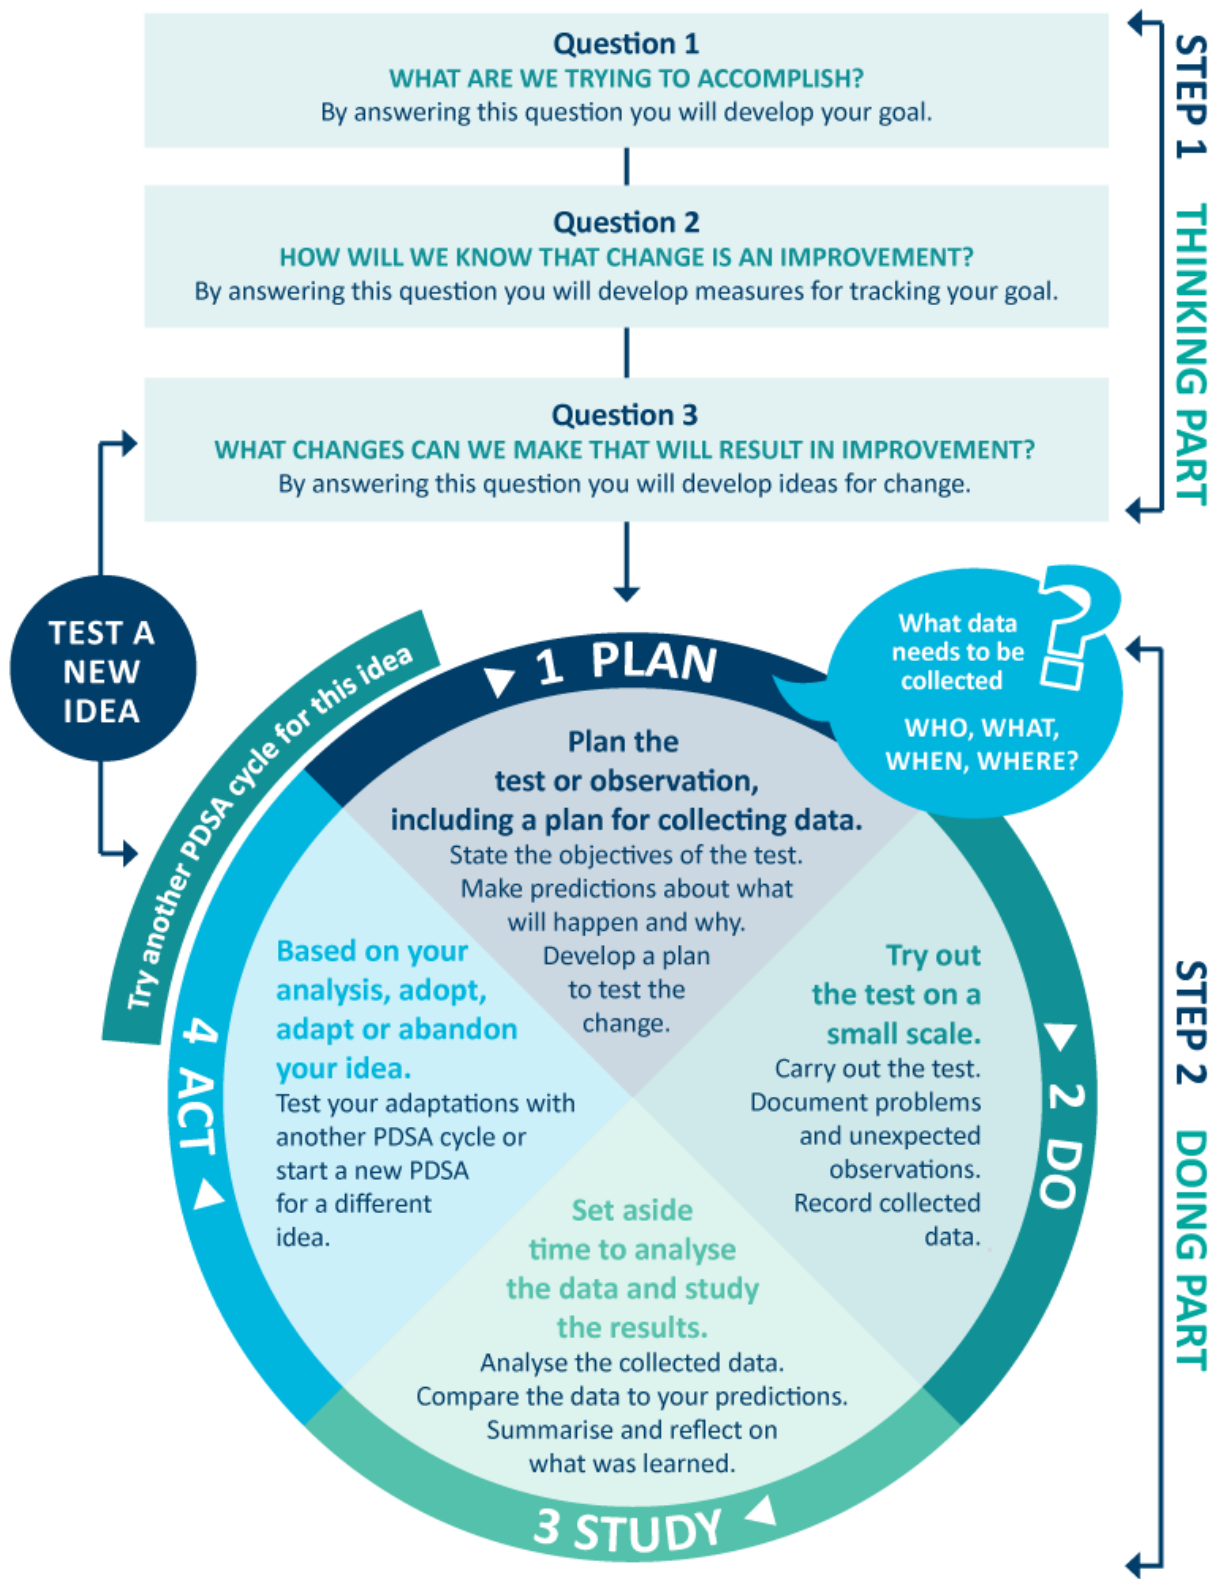 Question 1
WHAT ARE WE TRYING TO ACCOMPLISH?
By answering this question you will develop your goal.
Question 2
HOW WILL WE KNOW THAT CHANGE IS AN IMPROVEMENT?
By answering this question you will develop measures for tracking your goal.
Question 3
WHAT CHANGES CAN WE MAKE THAT WILL RESULT IN IMPROVEMENT?
By answering this question you will develop ideas for change.
STEP 1 THINKING PART
TEST A
NEW
IDEA
Try another PDSA cycle for this idea
1 PLAN
What data
needs to be
collected
?
WHO, WHAT,
WHEN, WHERE?
Plan the
test or observation,
including a plan for collecting data.
State the objectives of the test.
Make predictions about what
will happen and why.
Develop a plan
to test the
change.
2 DO
Try out
the test on a
small scale.
Carry out the test.
Document problems
and unexpected
observations.
Record collected
data.
3 STUDY
Set aside
time to analyse
the data and study
the results.
Analyse the collected data.
Compare the data to your predictions.
Summarise and reflect on
what was learned.
4 ACT
Based on your
analysis, adopt,
adapt or abandon
your idea.
Test your adaptations with
another PDSA cycle or
start a new PDSA
for a different
idea.
STEP 2 DOING PART